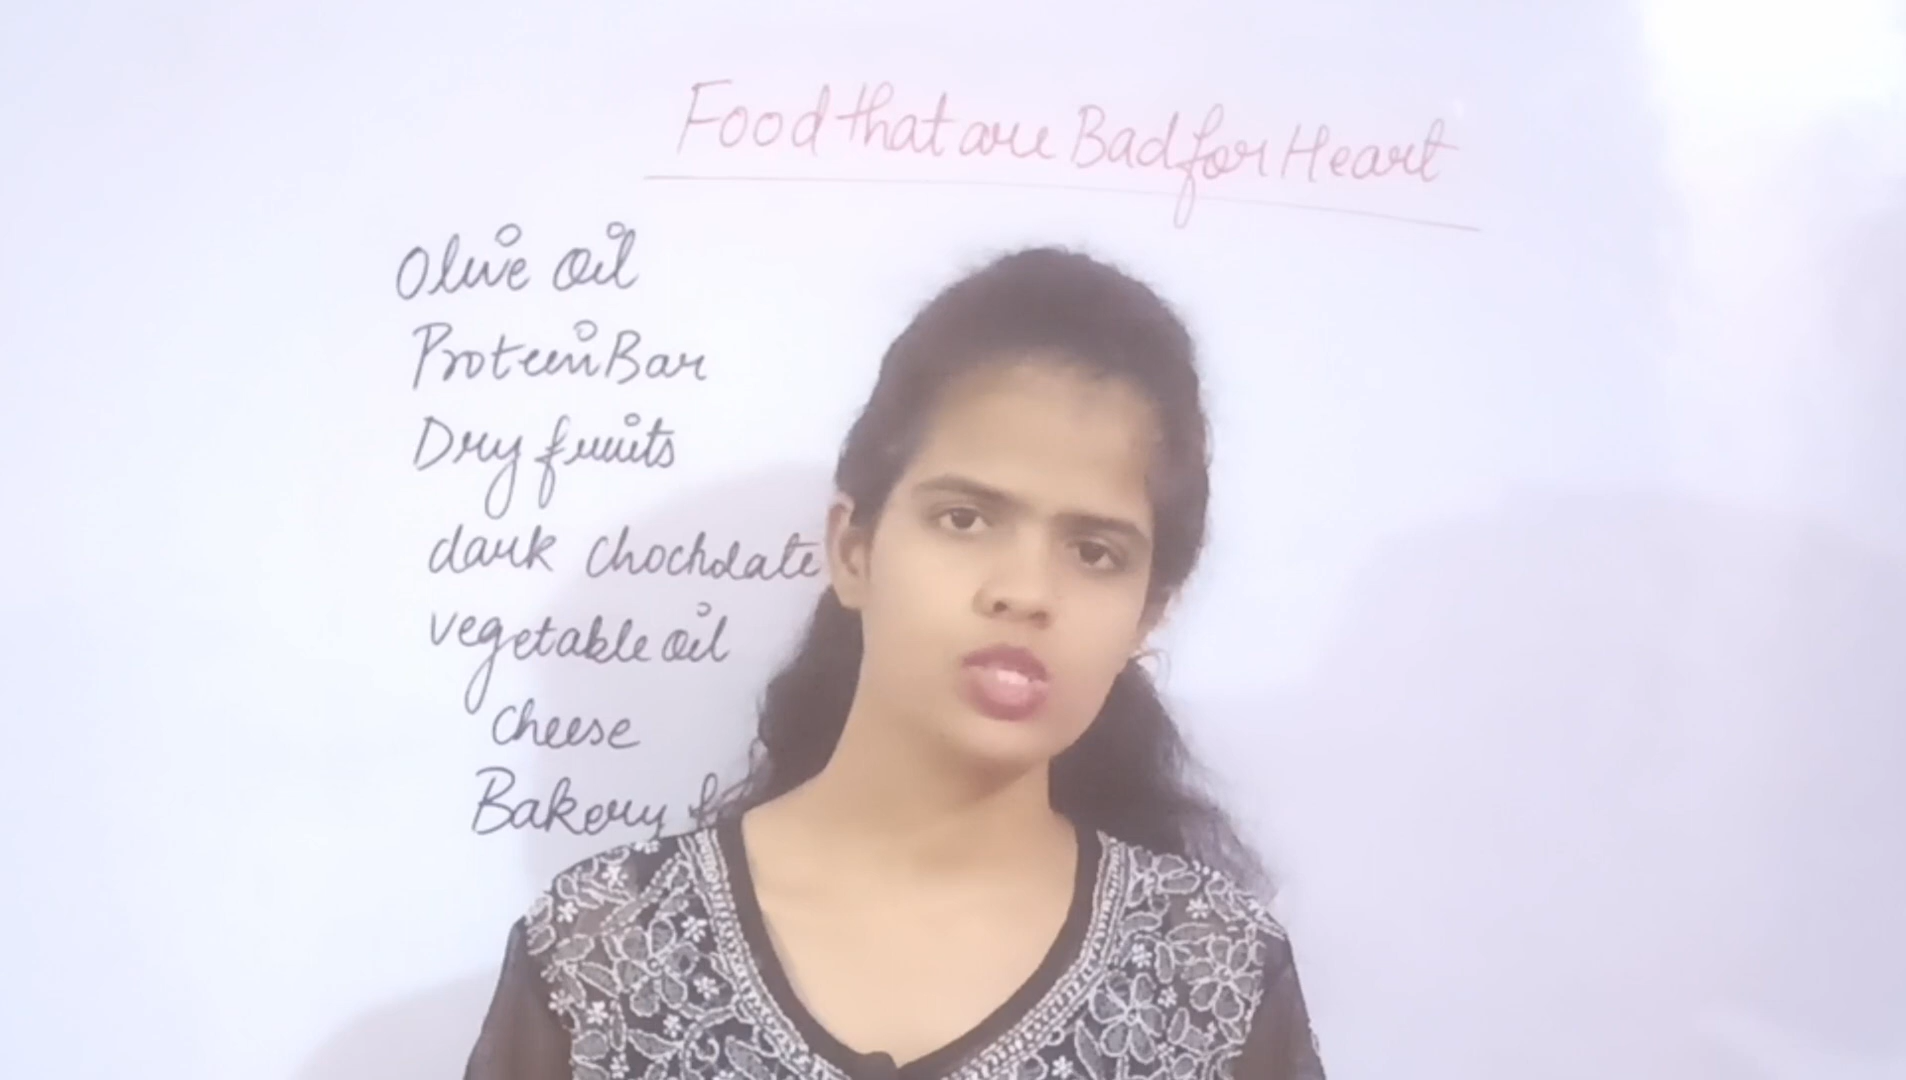 Food that are Bad for Heart
Olive oil
Protein Bar
Dry fruits
dark chocholate
vegetable oil
cheese
Bakery